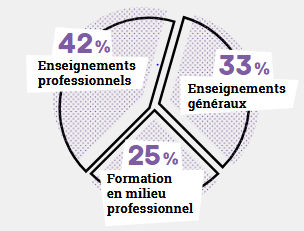 42%
Enseignements
professionnels
33%
Enseignements
généraux
25%
Formation
en milieu
professionnel